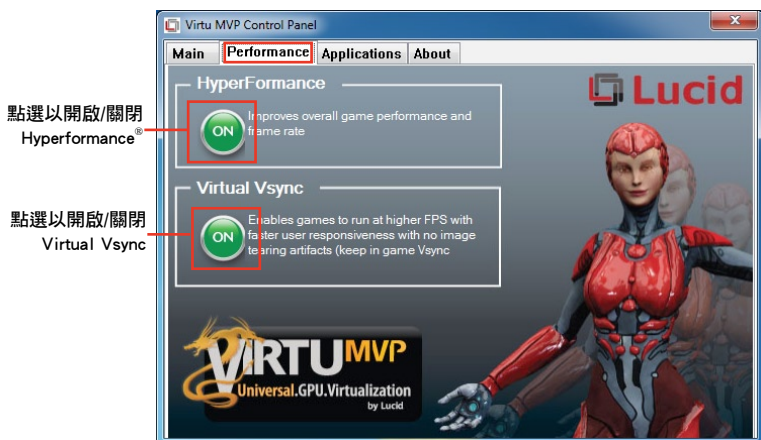 Virtu MVP Control Panel
Main Performance Applications About
HyperFormance
ON
Improves overall game performance and
frame rate
點選以開啟/關閉
Hyperformance®
Virtual Vsync
ON
Enables games to run at higher FPS with
faster user responsiveness with no image
tearing artifacts (keep in game Vsync
點選以開啟/關閉
Virtual Vsync
Lucid
VIRTU MVP
Universal.GPU.Virtualization
by Lucid